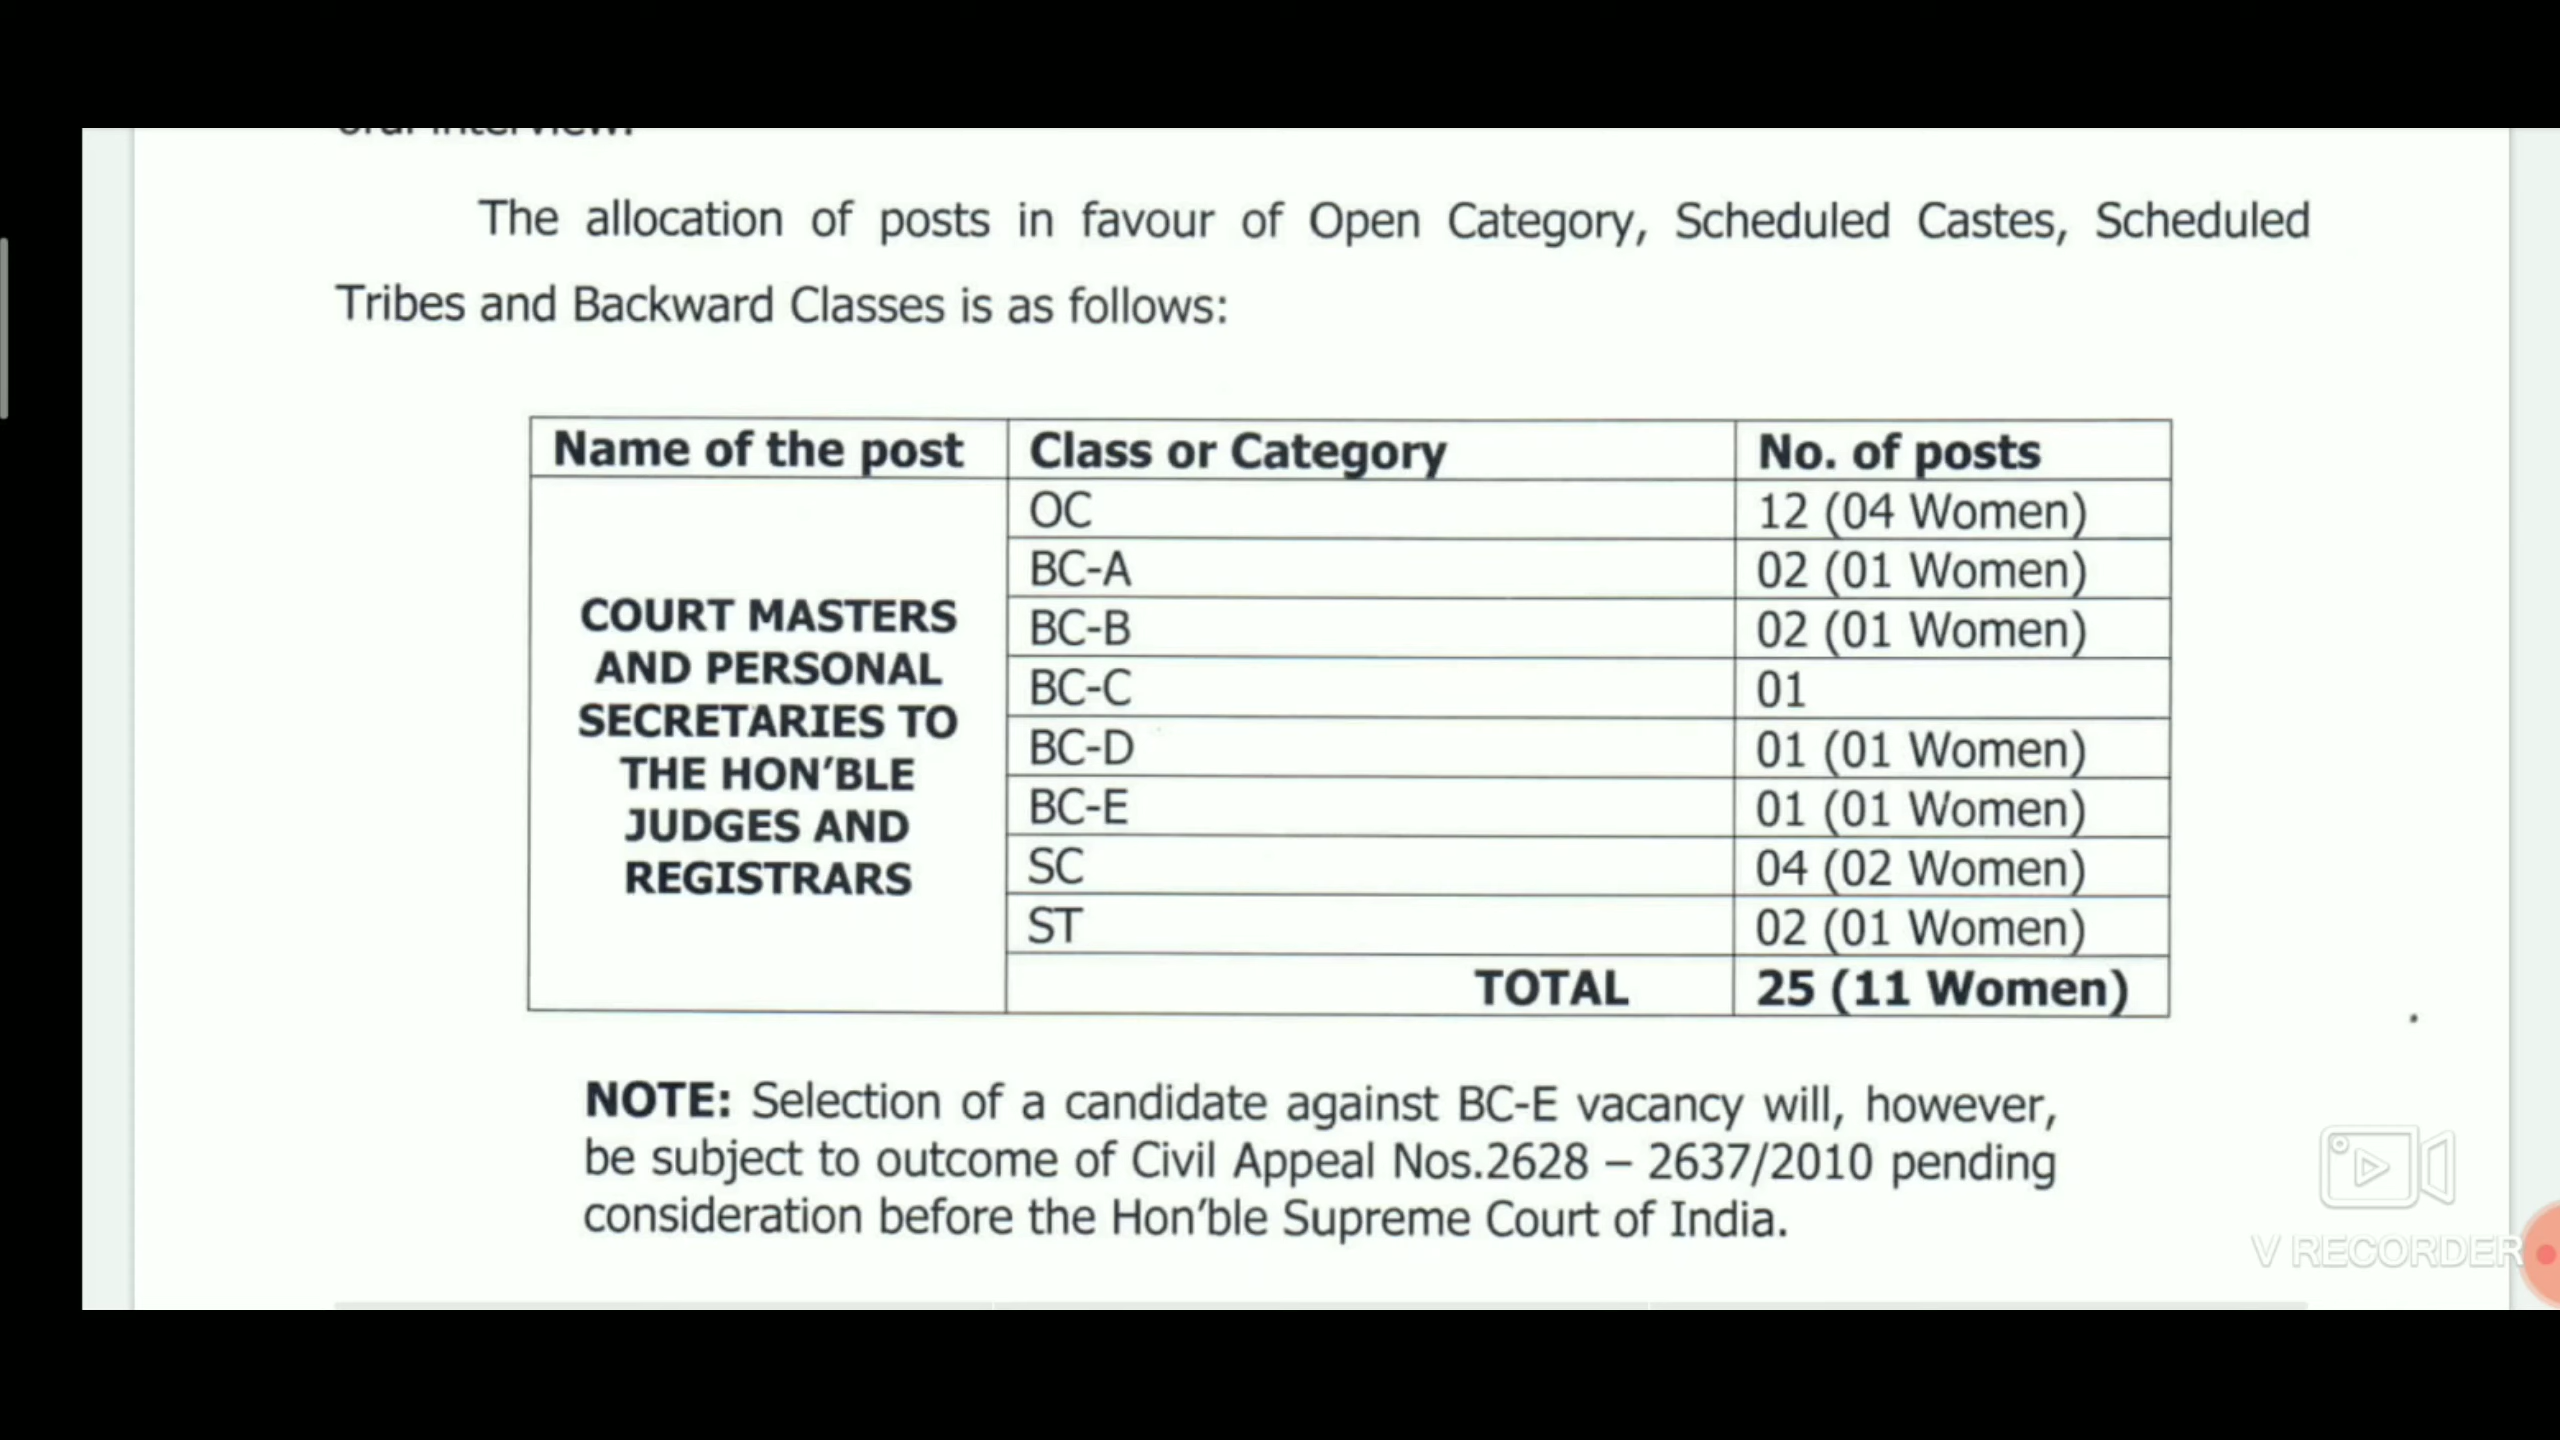 oral interview.
The allocation of posts in favour of Open Category, Scheduled Castes, Scheduled
Tribes and Backward Classes is as follows:
Name of the post Class or Category No. of posts
COURT MASTERS
AND PERSONAL
SECRETARIES TO
THE HON'BLE
JUDGES AND
REGISTRARS
OC 12 (04 Women)
BC-A 02 (01 Women)
BC-B 02 (01 Women)
BC-C 01
BC-D 01 (01 Women)
BC-E 01 (01 Women)
SC 04 (02 Women)
ST 02 (01 Women)
TOTAL 25 (11 Women)
NOTE: Selection of a candidate against BC-E vacancy will, however,
be subject to outcome of Civil Appeal Nos.2628 – 2637/2010 pending
consideration before the Hon'ble Supreme Court of India.
V RECORDER